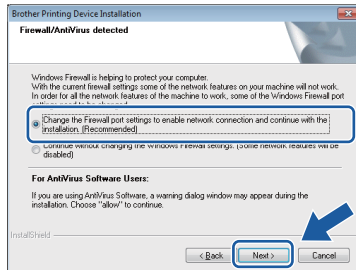 Brother Printing Device Installation
Firewall/AntiVirus detected
Windows Firewall is helping to protect your computer.
With the current firewall settings some of the network features on your machine will not work.
In order for all the network features of the machine to work, some of the Windows Firewall port
settings need to be changed.
Change the Firewall port settings to enable network connection and continue with the
installation. (Recommended)
Continue without changing the Windows Firewall settings. (Some network features will be
disabled)
For AntiVirus Software Users:
If you are using AntiVirus Software, a warning dialog window may appear during the
installation. Choose "allow" to continue.
InstallShield
< Back
Next >
Cancel